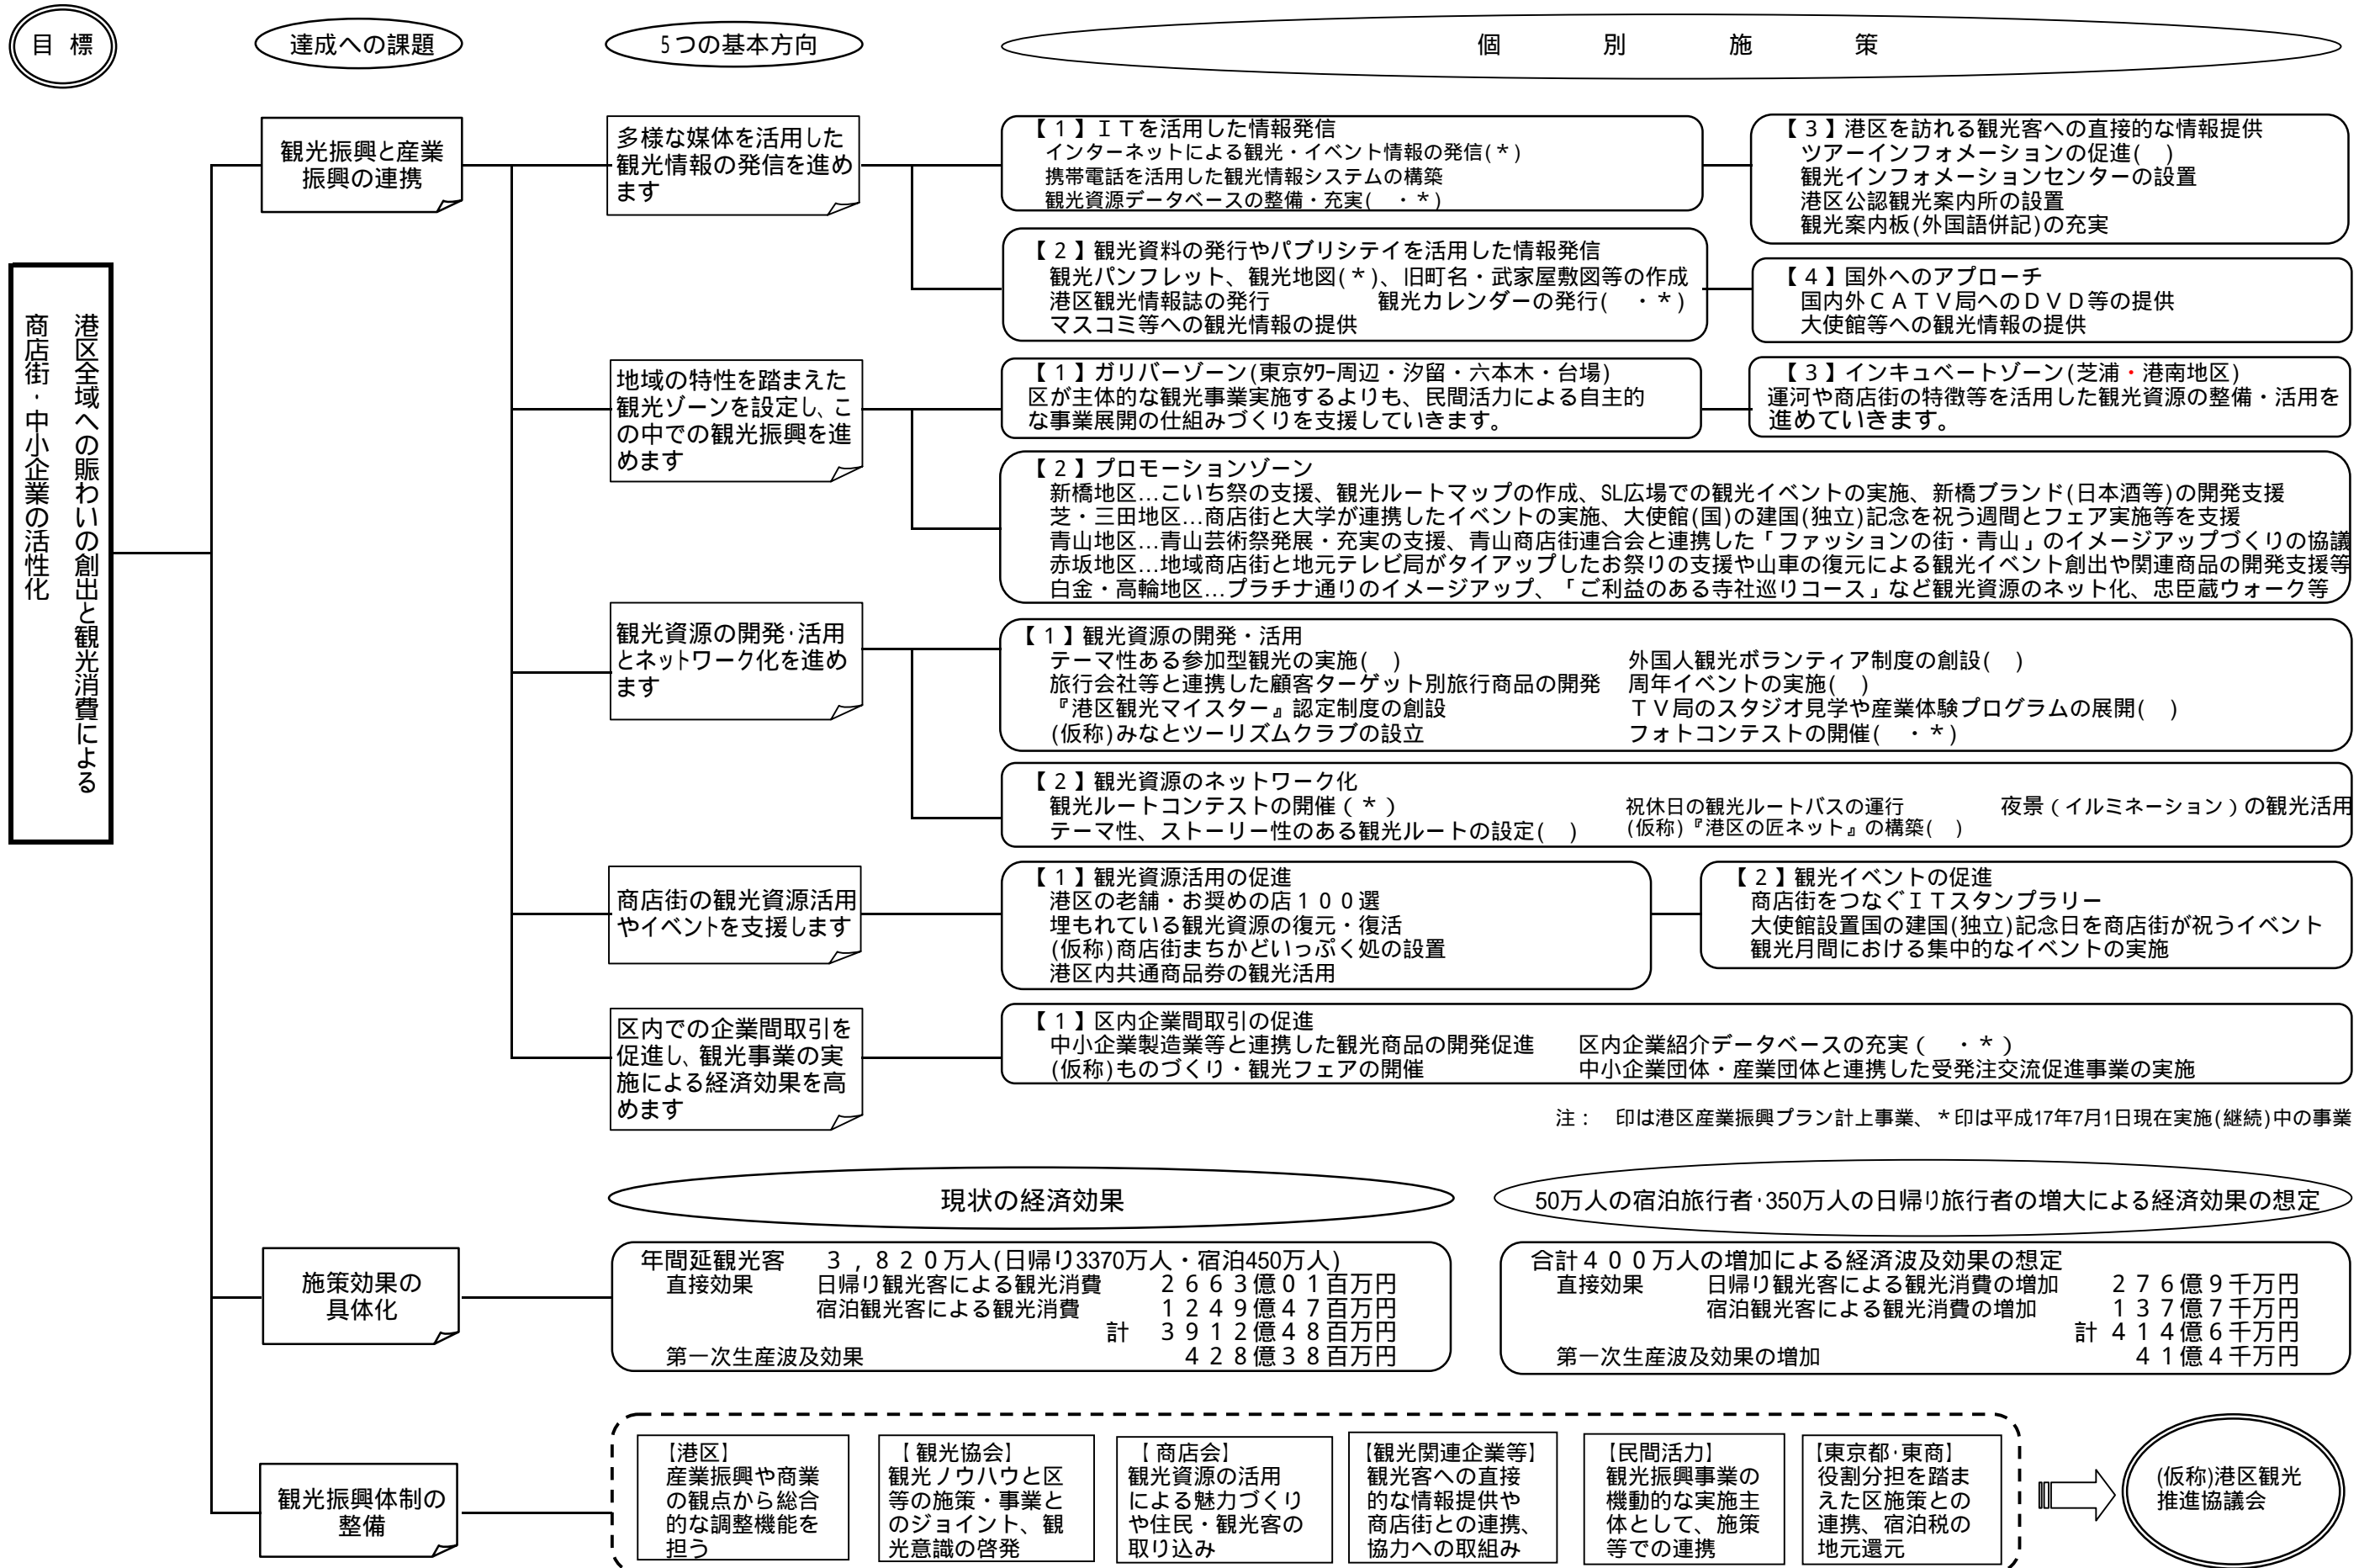 目 標
達成への課題
5つの基本方向
個 別 施 策
港区全域への賑わいの創出と観光消費による
商店街・中小企業の活性化
観光振興と産業
振興の連携
多様な媒体を活用した
観光情報の発信を進め
ます
【1】ITを活用した情報発信
インターネットによる観光・イベント情報の発信(*)
携帯電話を活用した観光情報システムの構築
観光資源データベースの整備・充実( ・*)
【3】港区を訪れる観光客への直接的な情報提供
ツアーインフォメーションの促進( )
観光インフォメーションセンターの設置
港区公認観光案内所の設置
観光案内板(外国語併記)の充実
【2】観光資料の発行やパブリシテイを活用した情報発信
観光パンフレット、観光地図(*)、旧町名・武家屋敷図等の作成
港区観光情報誌の発行 観光カレンダーの発行( ・*)
マスコミ等への観光情報の提供
【4】国外へのアプローチ
国内外CATV局へのDVD等の提供
大使館等への観光情報の提供
地域の特性を踏まえた
観光ゾーンを設定し、こ
の中での観光振興を進
めます
【1】ガリバーゾーン(東京ﾀﾜｰ周辺・汐留・六本木・台場)
区が主体的な観光事業実施するよりも、民間活力による自主的
な事業展開の仕組みづくりを支援していきます。
【3】インキュベートゾーン(芝浦・港南地区)
運河や商店街の特徴等を活用した観光資源の整備・活用を
進めていきます。
【2】プロモーションゾーン
新橋地区…こいち祭の支援、観光ルートマップの作成、SL広場での観光イベントの実施、新橋ブランド(日本酒等)の開発支援
芝・三田地区…商店街と大学が連携したイベントの実施、大使館(国)の建国(独立)記念を祝う週間とフェア実施等を支援
青山地区…青山芸術祭発展・充実の支援、青山商店街連合会と連携した「ファッションの街・青山」のイメージアップづくりの協議
赤坂地区…地域商店街と地元テレビ局がタイアップしたお祭りの支援や山車の復元による観光イベント創出や関連商品の開発支援等
白金・高輪地区…プラチナ通りのイメージアップ、「ご利益のある寺社巡りコース」など観光資源のネット化、忠臣蔵ウォーク等
観光資源の開発・活用
とネットワーク化を進め
ます
【1】観光資源の開発・活用
テーマ性ある参加型観光の実施( ) 外国人観光ボランティア制度の創設( )
旅行会社等と連携した顧客ターゲット別旅行商品の開発 周年イベントの実施( )
『港区観光マイスター』認定制度の創設 TV局のスタジオ見学や産業体験プログラムの展開( )
(仮称)みなとツーリズムクラブの設立 フォトコンテストの開催( ・*)
【2】観光資源のネットワーク化
観光ルートコンテストの開催(*) 祝休日の観光ルートバスの運行 夜景(イルミネーション)の観光活用
テーマ性、ストーリー性のある観光ルートの設定( ) (仮称)『港区の匠ネット』の構築( )
商店街の観光資源活用
やイベントを支援します
【1】観光資源活用の促進
港区の老舗・お奨めの店100選
埋もれている観光資源の復元・復活
(仮称)商店街まちかどいっぷく処の設置
港区内共通商品券の観光活用
【2】観光イベントの促進
商店街をつなぐITスタンプラリー
大使館設置国の建国(独立)記念日を商店街が祝うイベント
観光月間における集中的なイベントの実施
区内での企業間取引を
促進し、観光事業の実
施による経済効果を高
めます
【1】区内企業間取引の促進
中小企業製造業等と連携した観光商品の開発促進 区内企業紹介データベースの充実( ・*)
(仮称)ものづくり・観光フェアの開催 中小企業団体・産業団体と連携した受発注交流促進事業の実施
注： 印は港区産業振興プラン計上事業、*印は平成17年7月1日現在実施(継続)中の事業
現状の経済効果
50万人の宿泊旅行者・350万人の日帰り旅行者の増大による経済効果の想定
施策効果の
具体化
年間延観光客 3,820万人(日帰り3370万人・宿泊450万人)
直接効果 日帰り観光客による観光消費 2663億01百万円
宿泊観光客による観光消費 1249億47百万円
計 3912億48百万円
第一次生産波及効果 428億38百万円
合計400万人の増加による経済波及効果の想定
直接効果 日帰り観光客による観光消費の増加 276億9千万円
宿泊観光客による観光消費の増加 137億7千万円
計 414億6千万円
第一次生産波及効果の増加 41億4千万円
観光振興体制の
整備
【港区】
産業振興や商業
の観点から総合
的な調整機能を
担う
【観光協会】
観光ノウハウと区
等の施策・事業と
のジョイント、観
光意識の啓発
【商店会】
観光資源の活用
による魅力づくり
や住民・観光客の
取り込み
【観光関連企業等】
観光客への直接
的な情報提供や
商店街との連携、
協力への取組み
【民間活力】
観光振興事業の
機動的な実施主
体として、施策
等での連携
【東京都・東商】
役割分担を踏ま
えた区施策との
連携、宿泊税の
地元還元
(仮称)港区観光
推進協議会